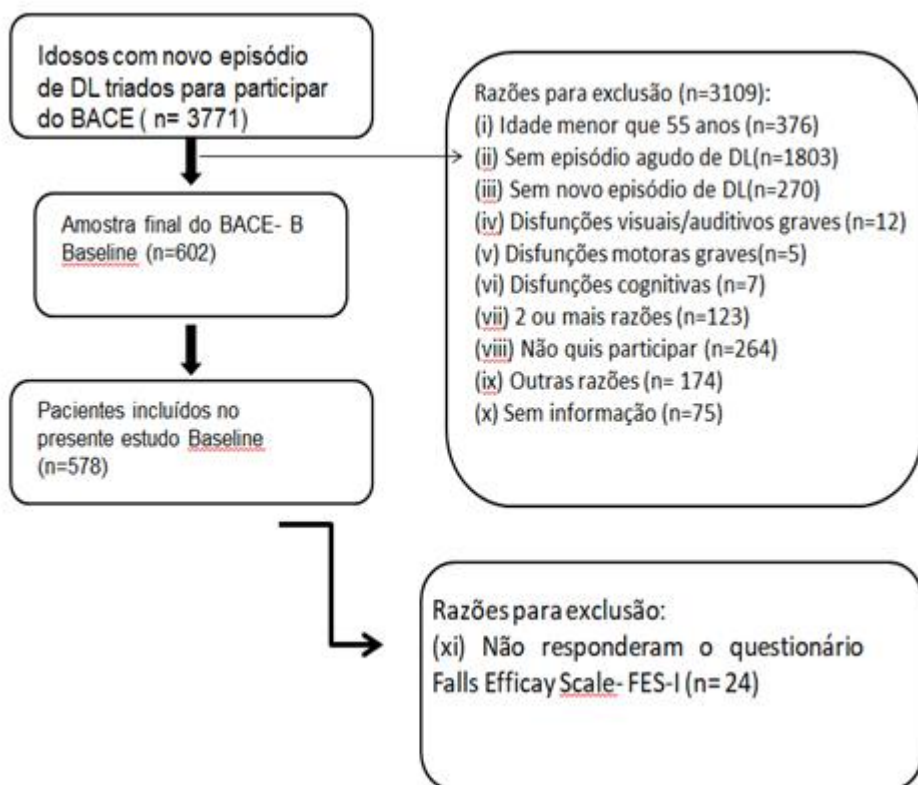 Idosos com novo episódio
de DL triados para participar
do BACE ( n= 3771)
Amostra final do BACE- B
Baseline (n=602)
Pacientes incluídos no
presente estudo Baseline
(n=578)
Razões para exclusão (n=3109):
(i) Idade menor que 55 anos (n=376)
(ii) Sem episódio agudo de DL(n=1803)
(iii) Sem novo episódio de DL(n=270)
(iv) Disfunções visuais/auditivos graves (n=12)
(v) Disfunções motoras graves(n=5)
(vi) Disfunções cognitivas (n=7)
(vii) 2 ou mais razões (n=123)
(viii) Não quis participar (n=264)
(ix) Outras razões (n= 174)
(x) Sem informação (n=75)
Razões para exclusão:
(xi) Não responderam o questionário
Falls Efficay Scale- FES-I (n= 24)